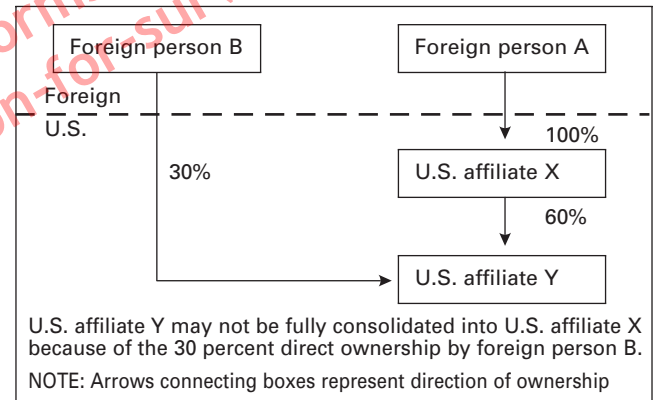 Foreign person B
Foreign person A
Foreign
U.S.
100%
30%
U.S. affiliate X
60%
U.S. affiliate Y
U.S. affiliate Y may not be fully consolidated into U.S. affiliate X
because of the 30 percent direct ownership by foreign person B.
NOTE: Arrows connecting boxes represent direction of ownership